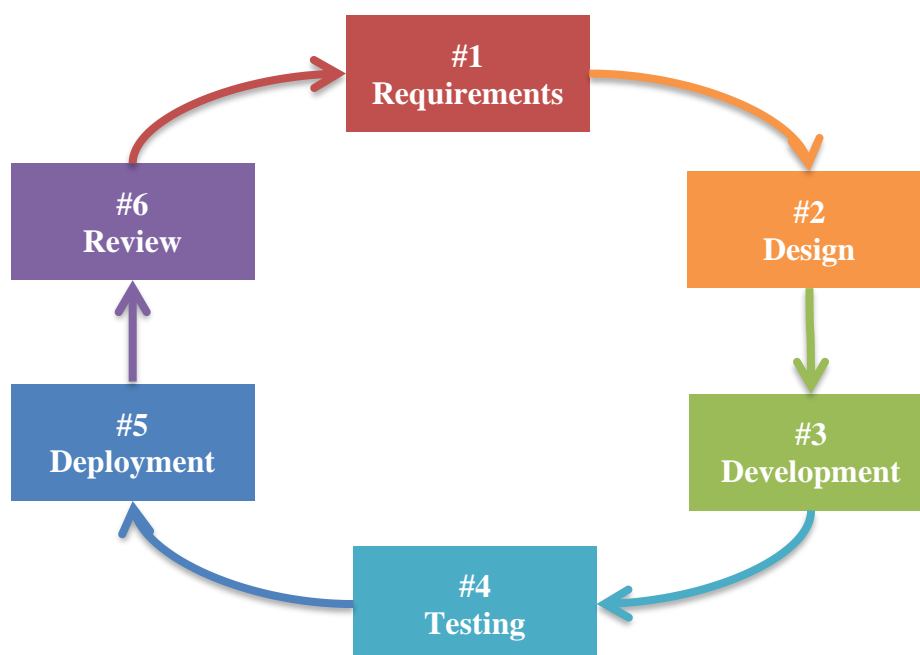 #1
Requirements
#2
Design
#3
Development
#4
Testing
#5
Deployment
#6
Review